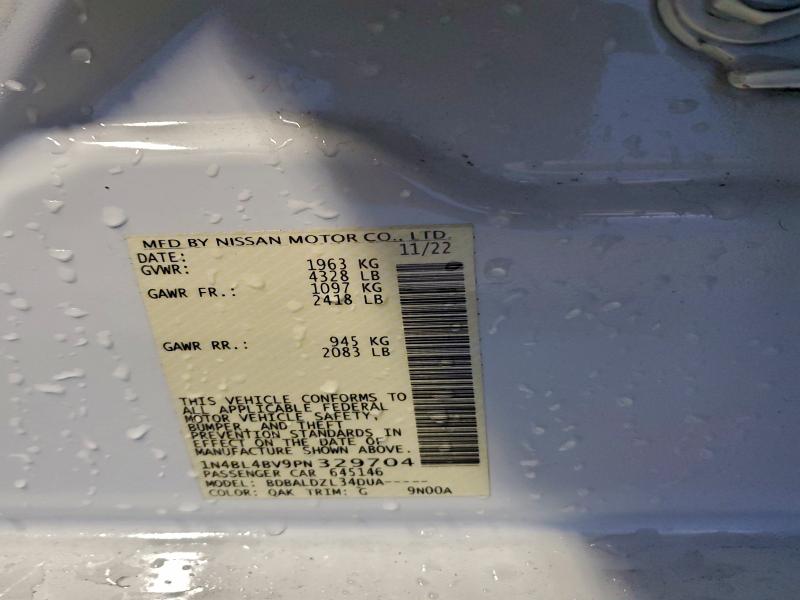 MFD BY NISSAN MOTOR CO., LTD.
DATE: 11/22
GVWR: 1963 KG
4328 LB
GAWR FR.: 1097 KG
2418 LB
GAWR RR.: 945 KG
2083 LB
THIS VEHICLE CONFORMS TO
ALL APPLICABLE FEDERAL
MOTOR VEHICLE SAFETY,
BUMPER, AND THEFT
PREVENTION STANDARDS IN
EFFECT ON THE DATE OF
MANUFACTURE SHOWN ABOVE.
1N4BL4BV9PN329704
PASSENGER CAR 645146
MODEL: BDBALDZL34DUA-----
COLOR: QAK TRIM: G 9N00A